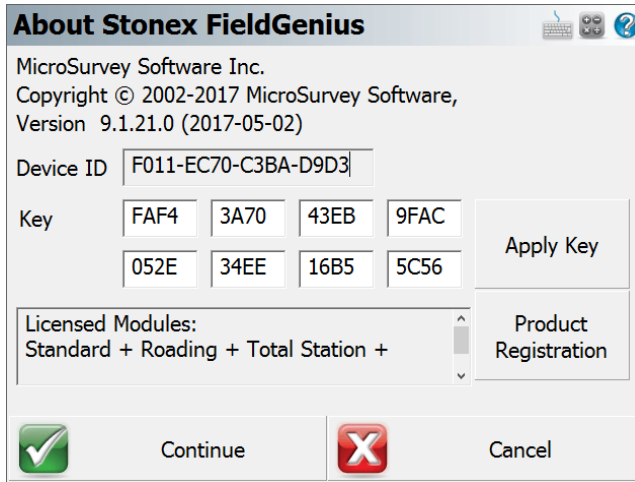 About Stonex FieldGenius
MicroSurvey Software Inc.
Copyright © 2002-2017 MicroSurvey Software,
Version 9.1.21.0 (2017-05-02)
Device ID F011-EC70-C3BA-D9D3
Key FAF4 3A70 43EB 9FAC
052E 34EE 16B5 5C56
Apply Key
Licensed Modules:
Standard + Roading + Total Station +
Product
Registration
Continue
Cancel